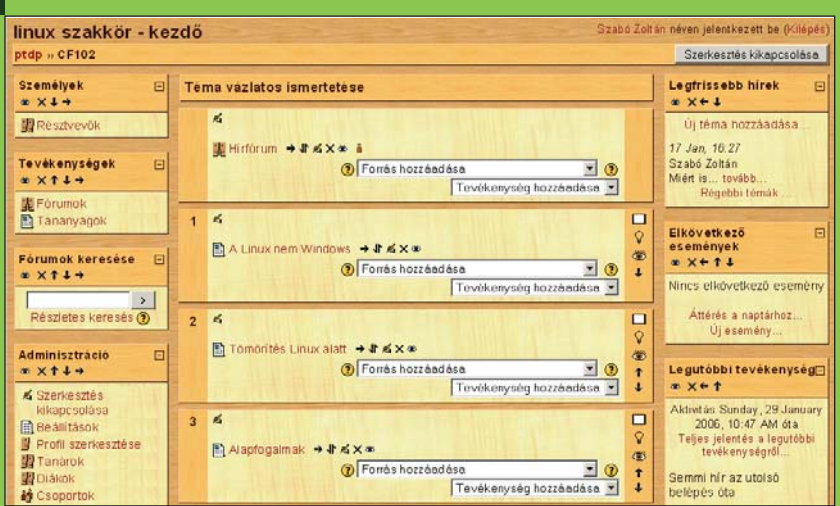 linux szakkör - kezdő
Szabó Zoltán néven jelentkezett be (Kilépés)
ptdp » CF102
Szerkesztés kikapcsolása
Személyek
Résztvevők
Tevékenységek
Fórumok
Tananyagok
Fórumok keresése
>
Részletes keresés
Adminisztráció
Szerkesztés
kikapcsolása
Beállítások
Profil szerkesztése
Tanárok
Diákok
Csoportok
Téma vázlatos ismertetése
Hírfórum
Forrás hozzáadása
Tevékenység hozzáadása
1
A Linux nem Windows
Forrás hozzáadása
Tevékenység hozzáadása
2
Tömörítés Linux alatt
Forrás hozzáadása
Tevékenység hozzáadása
3
Alapfogalmak
Forrás hozzáadása
Tevékenység hozzáadása
Legfrissebb hírek
Új téma hozzáadása...
17 Jan, 16:27
Szabó Zoltán
Miért is... tovább...
Régebbi témák ...
Elkövetkező
események
Nincs elkövetkező esemény
Áttérés a naptárhoz...
Új esemény...
Legutóbbi tevékenység
Aktivitás Sunday, 29 January
2006, 10:47 AM óta
Teljes jelentés a legutóbbi
tevékenységről...
Semmi hír az utolsó
belépés óta